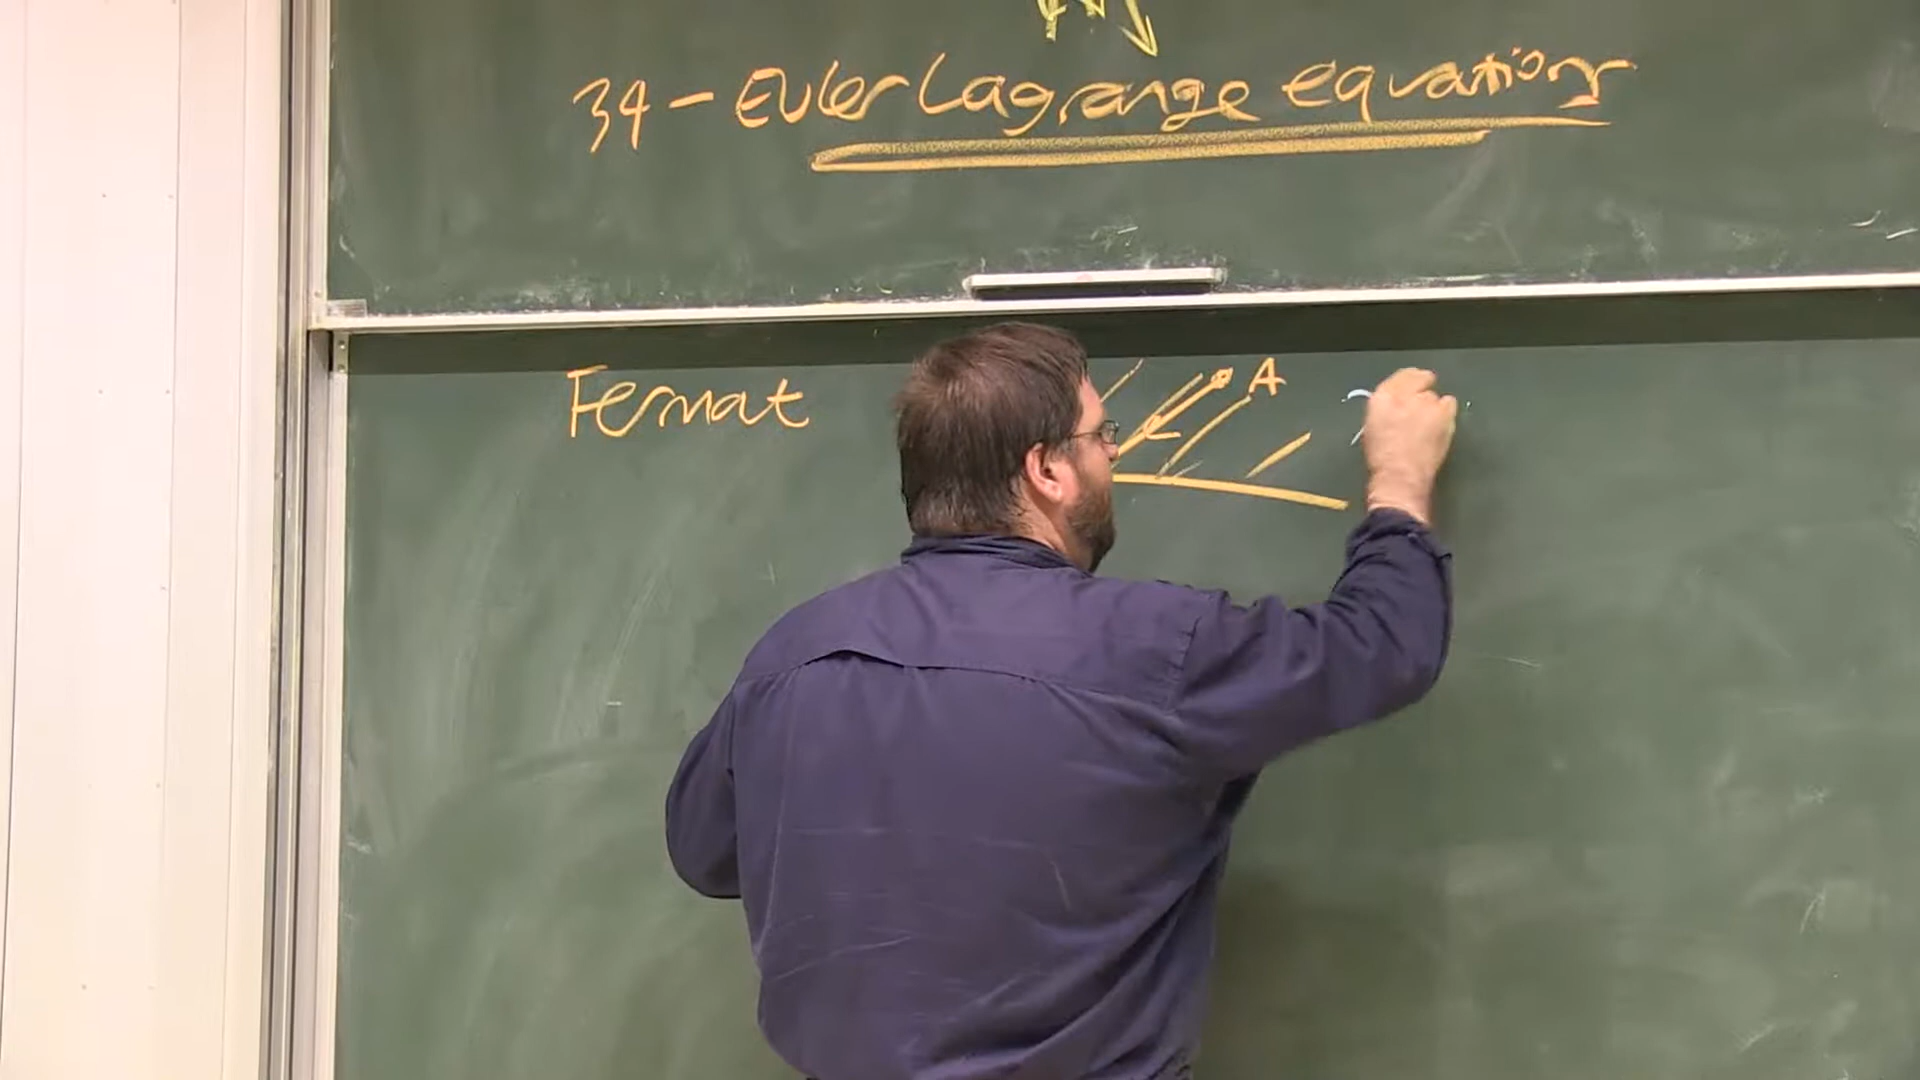 34 - Euler Lagrange equations
Fermat
A